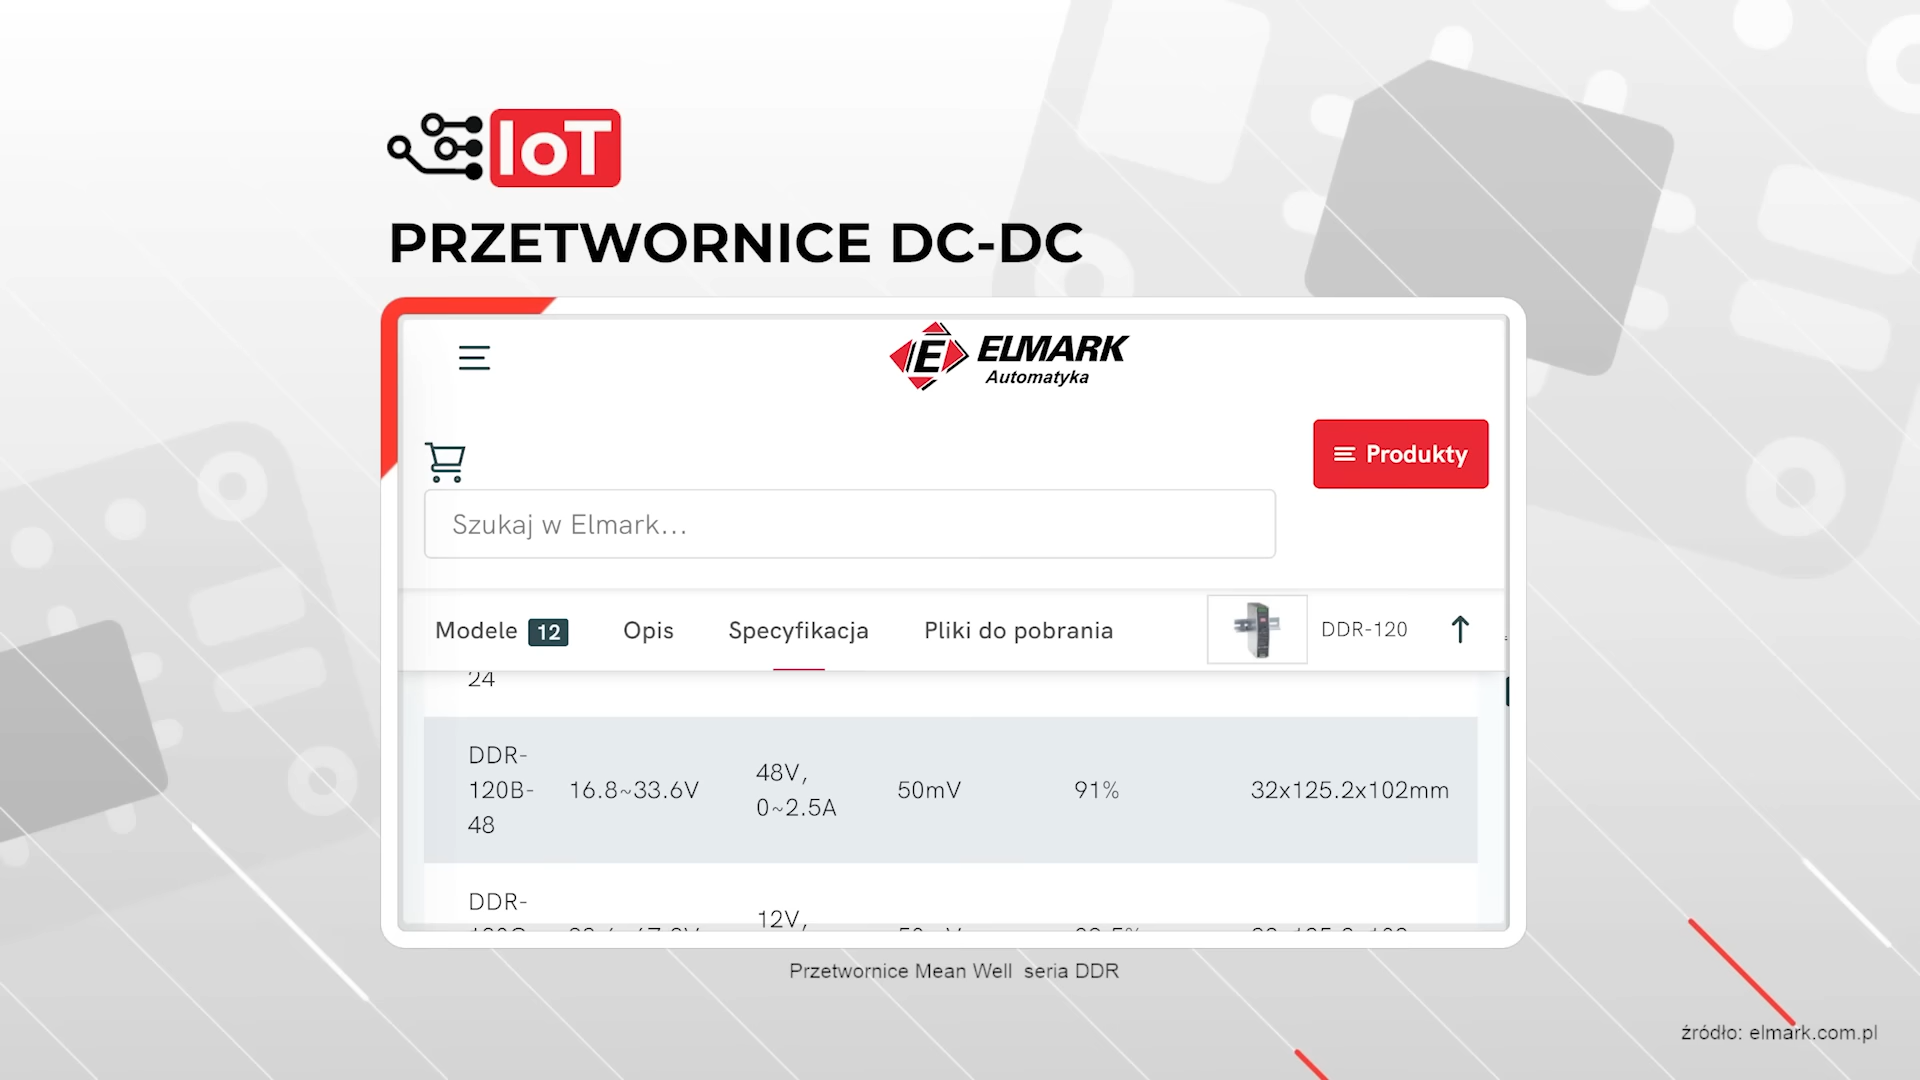 IoT
PRZETWORNICE DC-DC
E ELMARK
Automatyka
Produkty
Szukaj w Elmark...
Modele 12 Opis Specyfikacja Pliki do pobrania DDR-120
24
DDR-
120B-
48
16.8~33.6V
48V,
0~2.5A
50mV
91%
32x125.2x102mm
DDR-
12V,
Przetwornice Mean Well seria DDR
źródło: elmark.com.pl